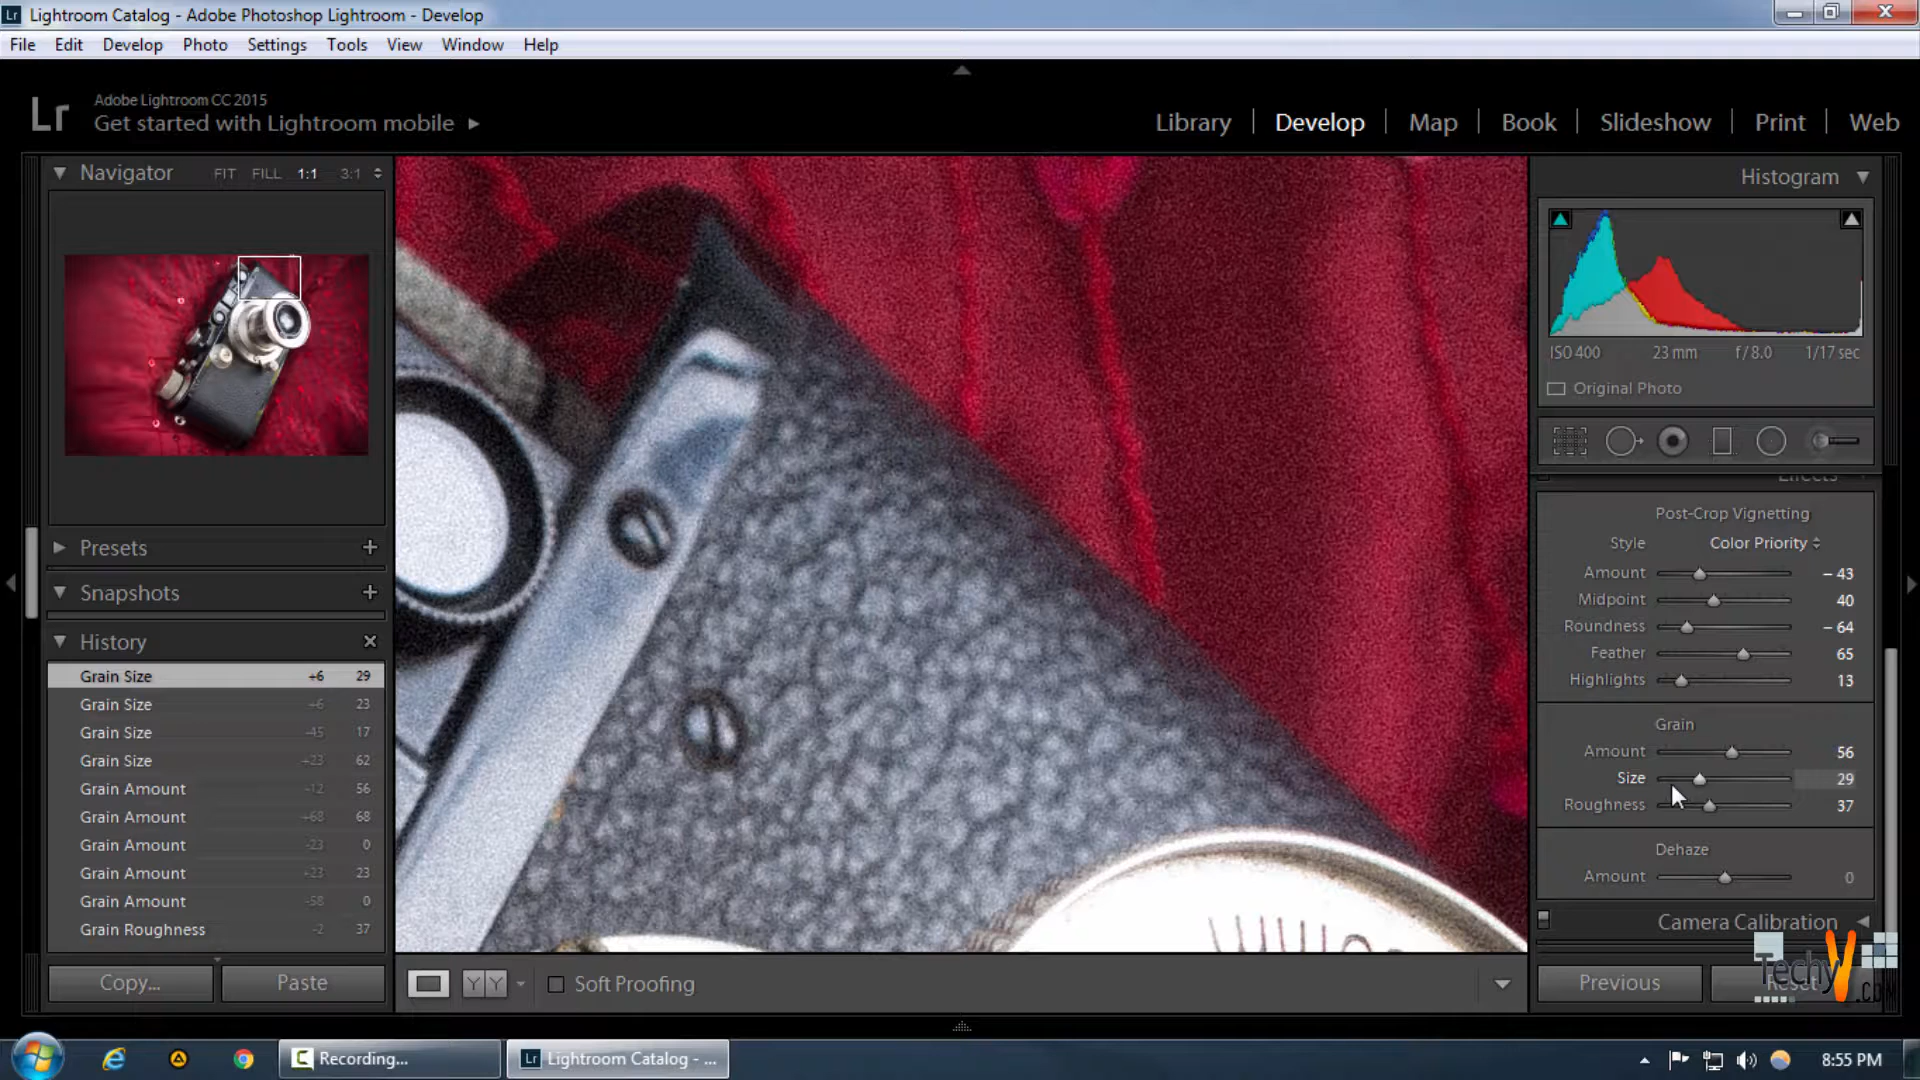 Lightroom Catalog - Adobe Photoshop Lightroom - Develop
File Edit Develop Photo Settings Tools View Window Help
Lr
Adobe Lightroom CC 2015
Get started with Lightroom mobile
Library | Develop | Map | Book | Slideshow | Print | Web
Navigator FIT FILL 1:1 3:1
Presets
Snapshots
History
Grain Size +6 29
Grain Size +6 23
Grain Size -45 17
Grain Size +23 62
Grain Amount -12 56
Grain Amount +68 68
Grain Amount -23 0
Grain Amount +23 23
Grain Amount -58 0
Grain Roughness -2 37
Copy... Paste
Soft Proofing
Histogram
ISO 400 23 mm f / 8.0 1/17 sec
Original Photo
Effects
Post-Crop Vignetting
Style Color Priority
Amount – 43
Midpoint 40
Roundness – 64
Feather 65
Highlights 13
Grain
Amount 56
Size 29
Roughness 37
Dehaze
Amount 0
Camera Calibration
Previous Reset
TechyV.com
Recording...
Lightroom Catalog - ...
8:55 PM